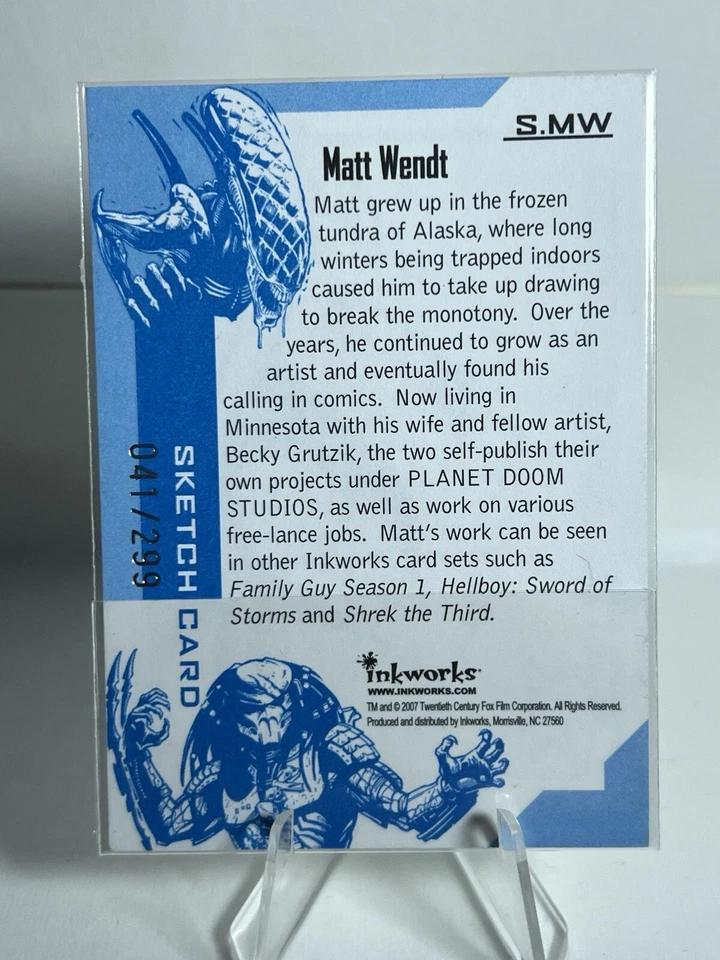 S.MW
Matt Wendt
Matt grew up in the frozen
tundra of Alaska, where long
winters being trapped indoors
caused him to take up drawing
to break the monotony. Over the
years, he continued to grow as an
artist and eventually found his
calling in comics. Now living in
Minnesota with his wife and fellow artist,
Becky Grutzik, the two self-publish their
own projects under PLANET DOOM
STUDIOS, as well as work on various
free-lance jobs. Matt's work can be seen
in other Inkworks card sets such as
Family Guy Season 1, Hellboy: Sword of
Storms and Shrek the Third.
SKETCH CARD
041/299
inkworks
WWW.INKWORKS.COM
TM and © 2007 Twentieth Century Fox Film Corporation. All Rights Reserved.
Produced and distributed by Inkworks, Morrisville, NC 27560